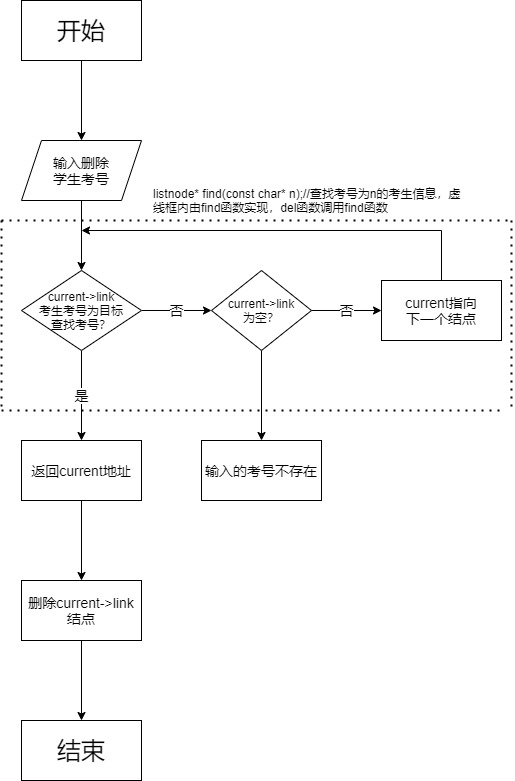 开始
输入删除
学生考号
listnode* find(const char* n);//查找考号为n的考生信息，虚
线框内由find函数实现，del函数调用find函数
current->link
考生考号为目标
查找考号？
否
current->link
为空？
否
current指向
下一个结点
是
返回current地址
输入的考号不存在
删除current->link
结点
结束